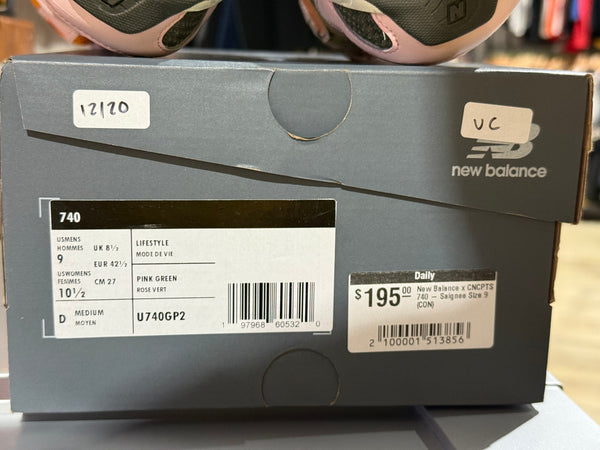 12/20
VC
new balance
740
USMENS
HOMMES UK 8½
9 EUR 42½
USWOMENS
FEMMES CM 27
10½
D MEDIUM
MOYEN
LIFESTYLE
MODE DE VIE
PINK GREEN
ROSE VERT
U740GP2
1 97968 60532 0
Daily
$195.00
New Balance x CNCPTS
740 — Saignee Size 9
(CON)
2 100001 513856